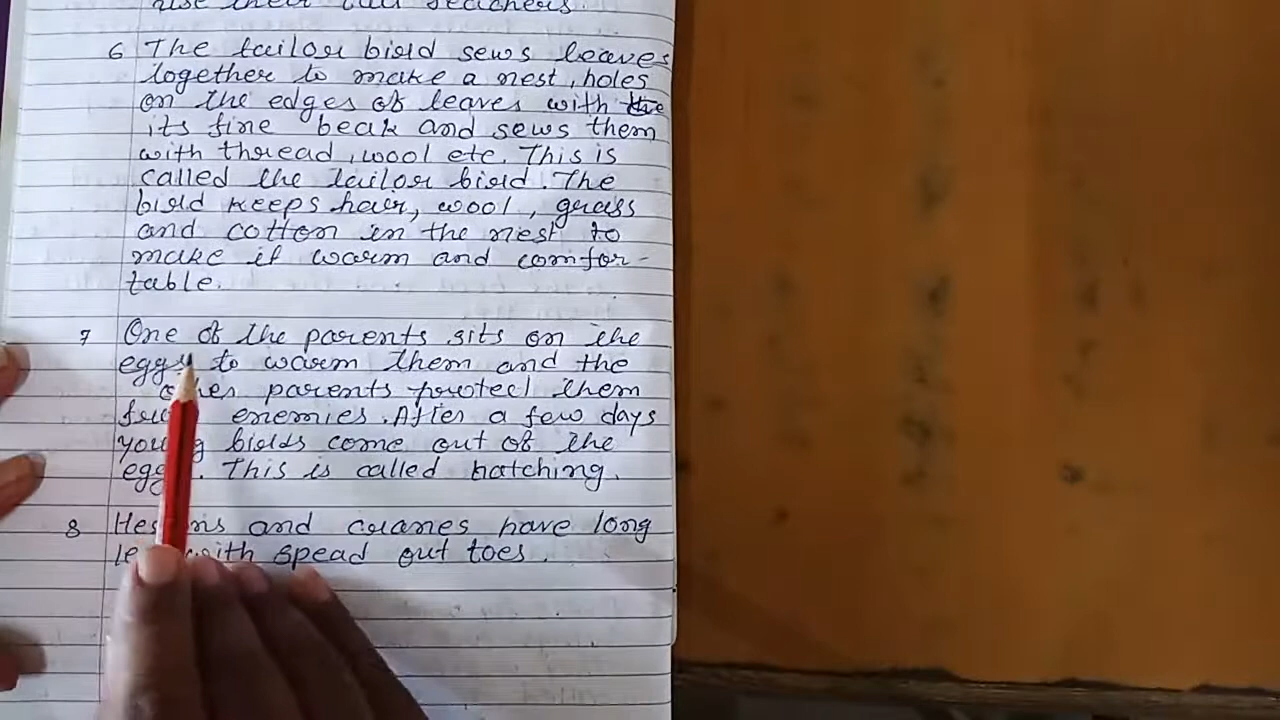 6 The tailor bird sews leaves
together to make a nest, holes
on the edges of leaves with
its fine beak and sews them
with thread, wool etc. This is
called the tailor bird. The
bird keeps hair, wool, grass
and cotton in the nest to
make it warm and comfor-
table.
7 One of the parents sits on the
eggs to warm them and the
parents protect them
enemies. After a few days
young birds come out of the
This is called hatching.
8 and cranes have long
with spead out toes.